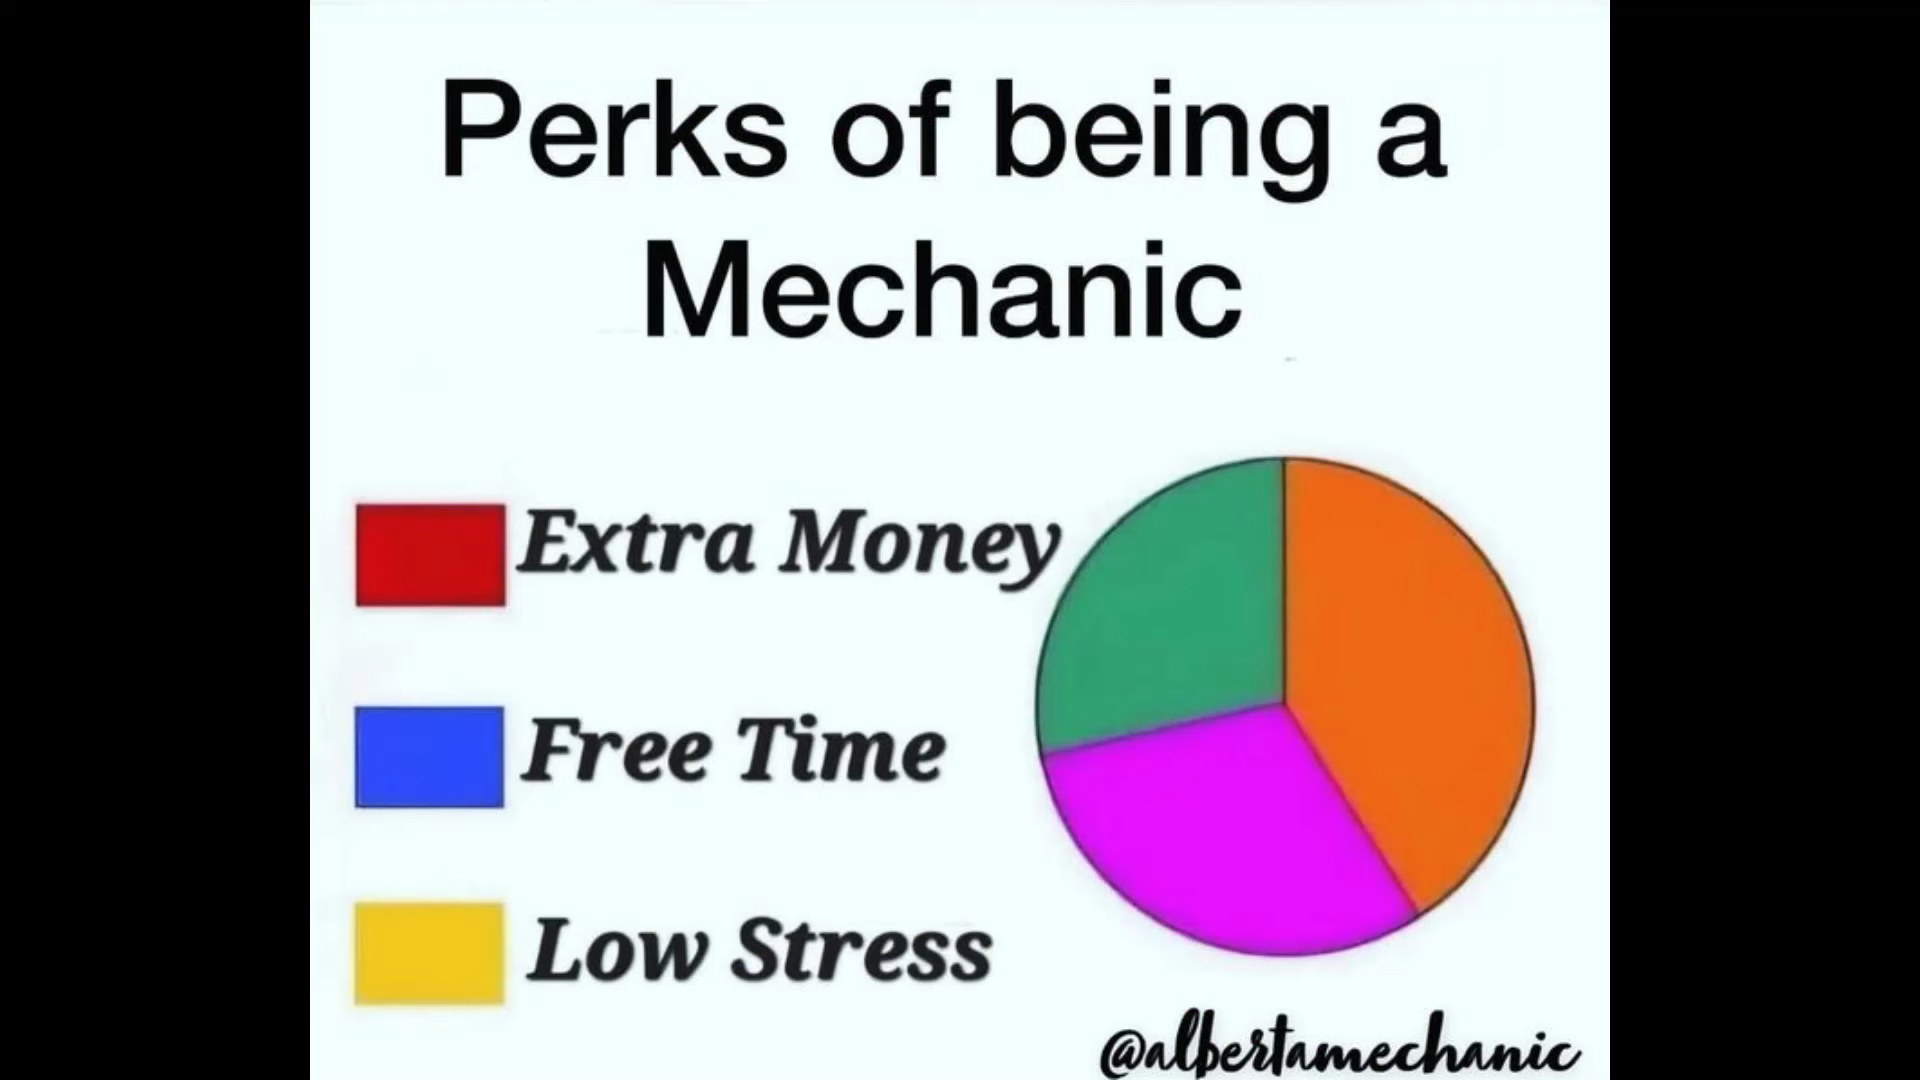 Perks of being a
Mechanic
Extra Money
Free Time
Low Stress
@albertamechanic